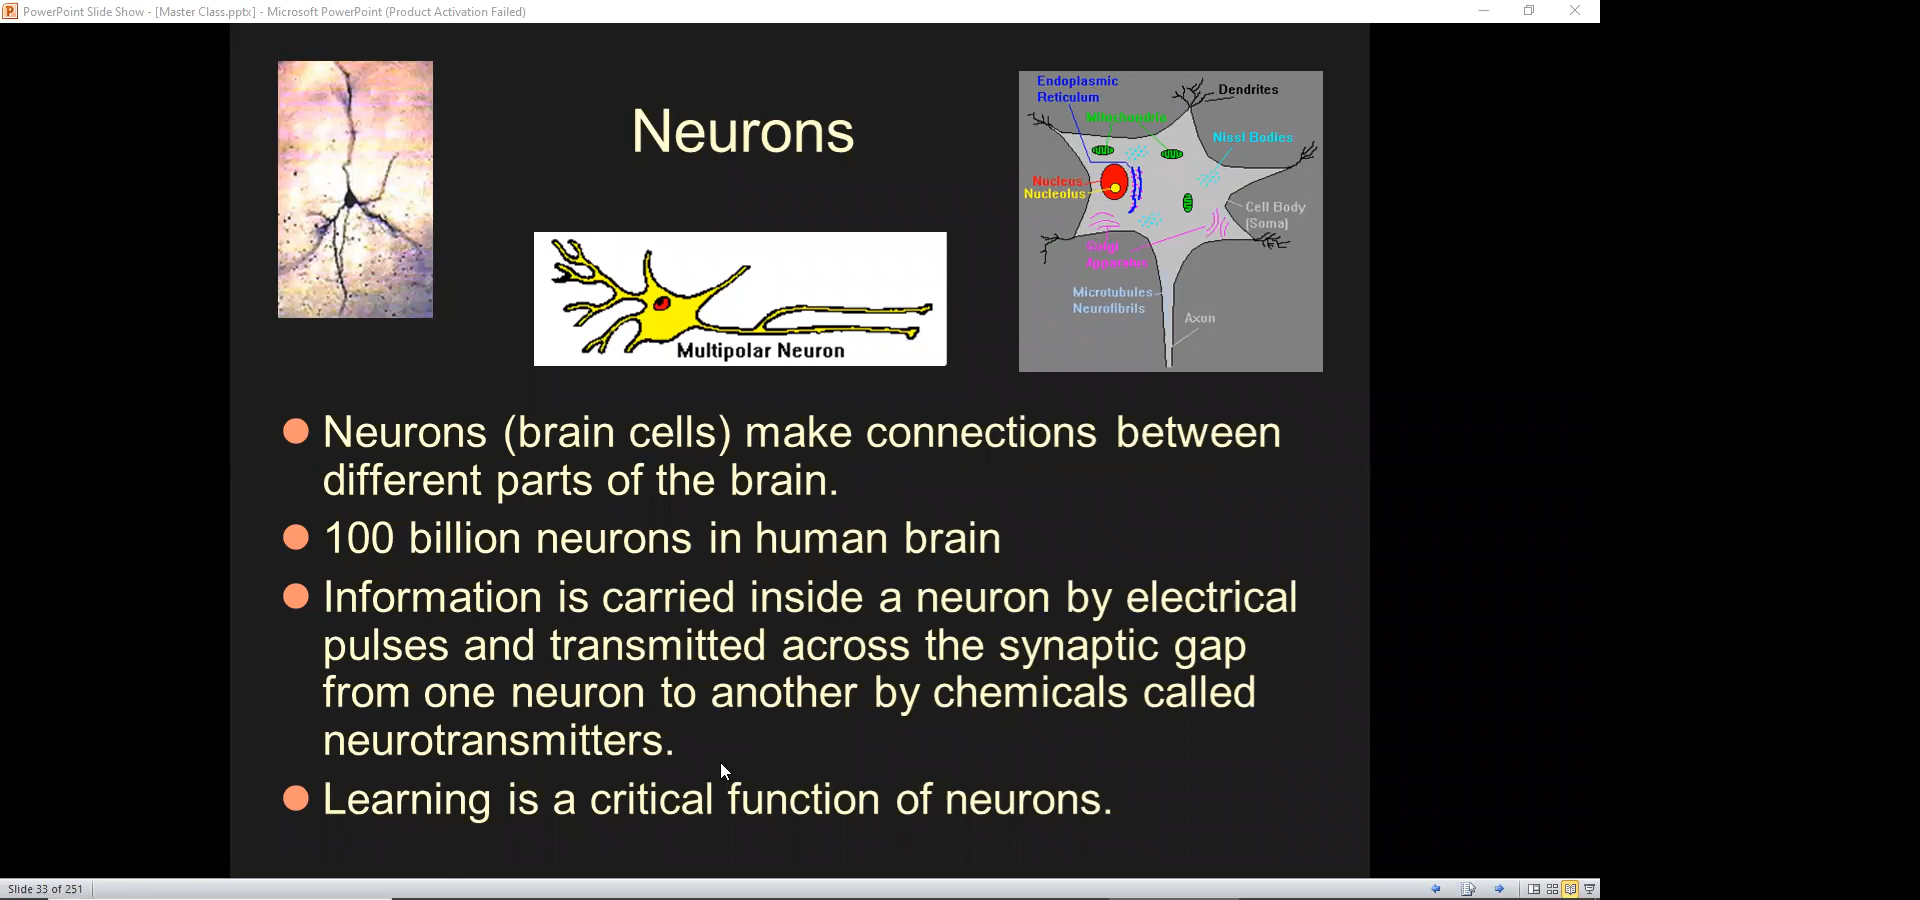 PowerPoint Slide Show - [Master Class.pptx] - Microsoft PowerPoint (Product Activation Failed)
Neurons
Multipolar Neuron
Endoplasmic
Reticulum
Dendrites
Mitochondria
Nissl Bodies
Nucleus
Nucleolus
Cell Body
(Soma)
Golgi
Apparatus
Microtubules
Neurofibrils
Axon
Neurons (brain cells) make connections between
different parts of the brain.
100 billion neurons in human brain
Information is carried inside a neuron by electrical
pulses and transmitted across the synaptic gap
from one neuron to another by chemicals called
neurotransmitters.
Learning is a critical function of neurons.
Slide 33 of 251